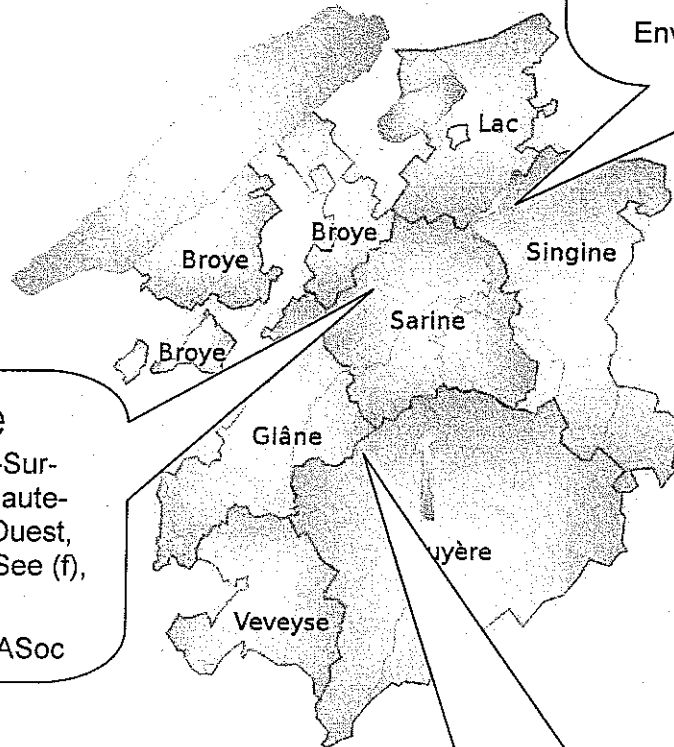 Env
Lac
Broye
Broye
Singine
Sarine
Broye
e
-Sur-
aute-
Ouest,
See (f),
ASoc
Glâne
uyère
Veveyse